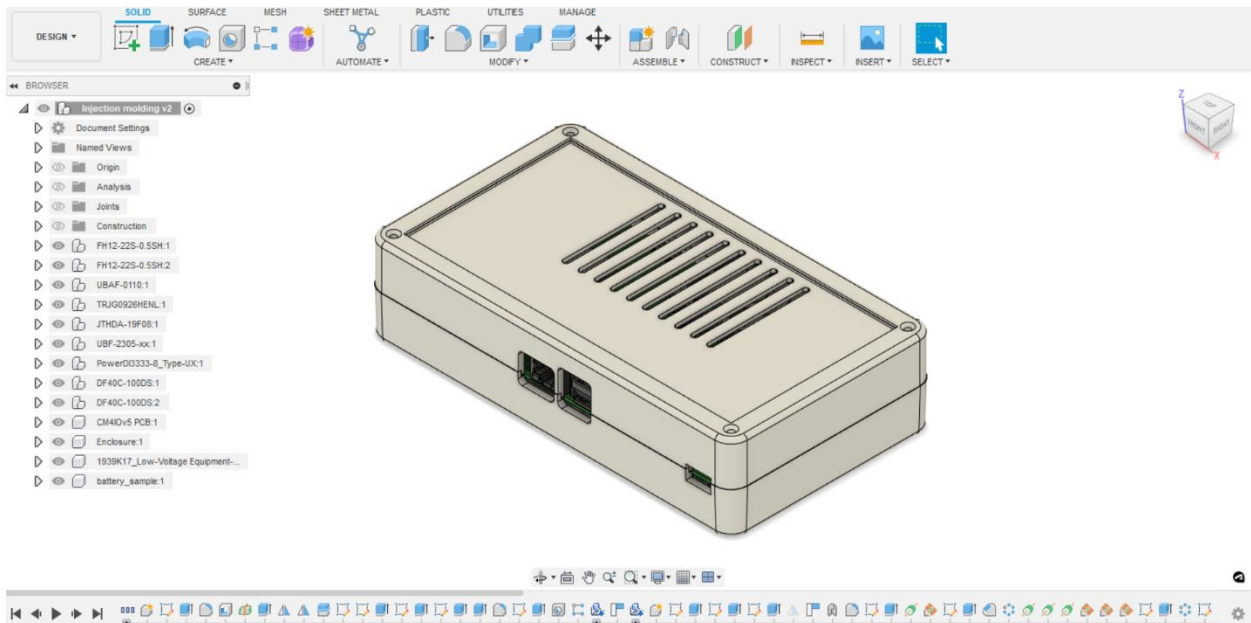 SOLID SURFACE MESH SHEET METAL PLASTIC UTILITIES MANAGE
DESIGN
CREATE AUTOMATE MODIFY ASSEMBLE CONSTRUCT INSPECT INSERT SELECT
BROWSER
Injection molding v2
Document Settings
Named Views
Origin
Analysis
Joints
Construction
FH12-22S-0.5SH:1
FH12-22S-0.5SH:2
UBAF-0110:1
TRJG0926HENL:1
JTHDA-19F08:1
UBF-2305-xx:1
PowerDI3333-8_Type-UX:1
DF40C-100DS:1
DF40C-100DS:2
CM4IOv5 PCB:1
Enclosure:1
1939K17_Low-Voltage Equipment-...
battery_sample:1
Z
TOP
FRONT RIGHT
X